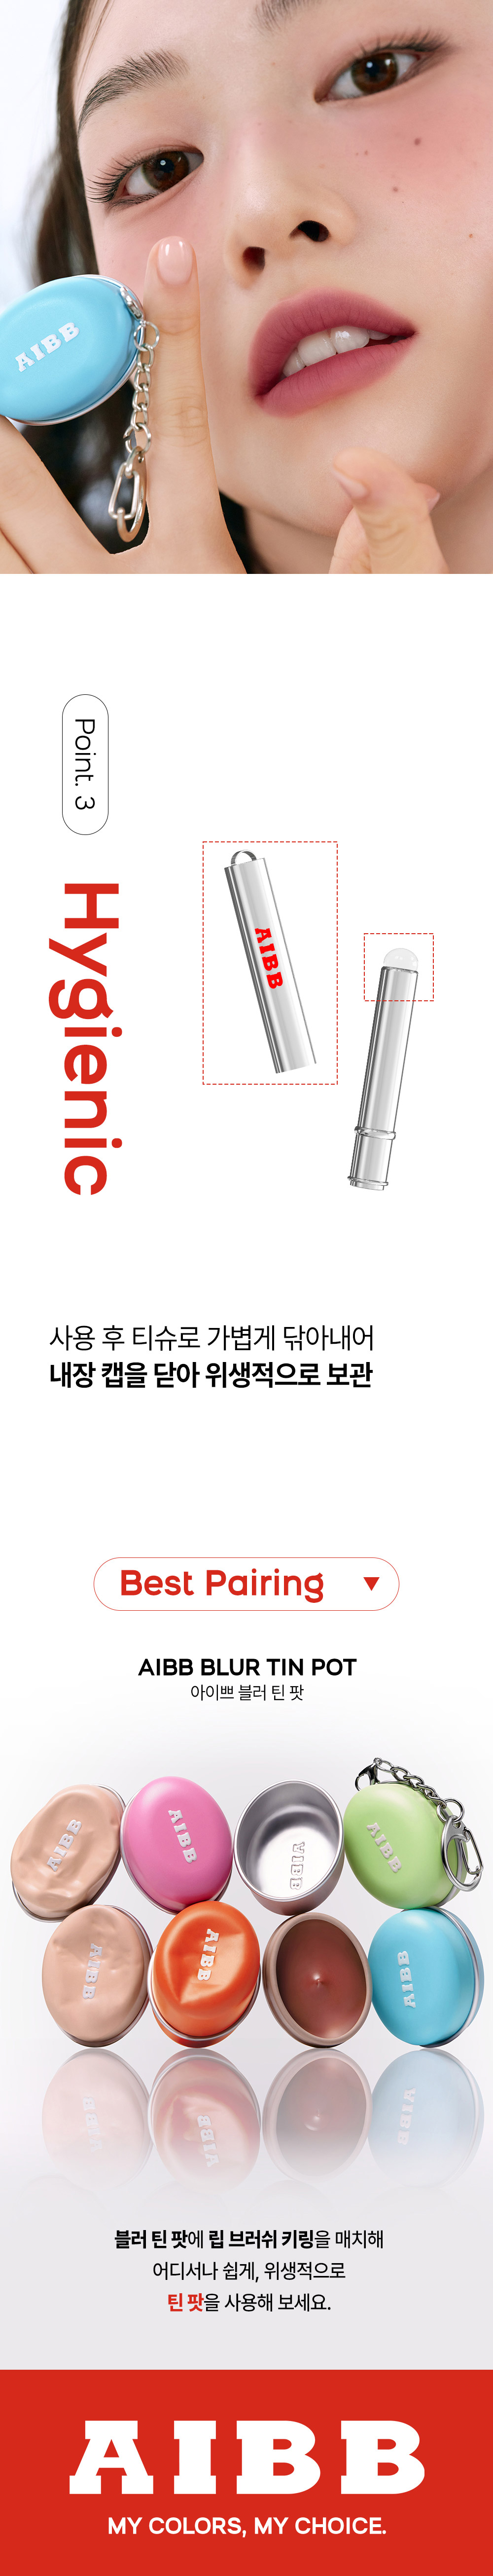 AIBB
Point. 3
Hygienic
AIBB
사용 후 티슈로 가볍게 닦아내어
내장 캡을 닫아 위생적으로 보관
Best Pairing ▼
AIBB BLUR TIN POT
아이쁘 블러 틴 팟
AIBB
AIBB
AIBB
AIBB
AIBB
AIBB
AIBB
블러 틴 팟에 립 브러쉬 키링을 매치해
어디서나 쉽게, 위생적으로
틴 팟을 사용해 보세요.
AIBB
MY COLORS, MY CHOICE.